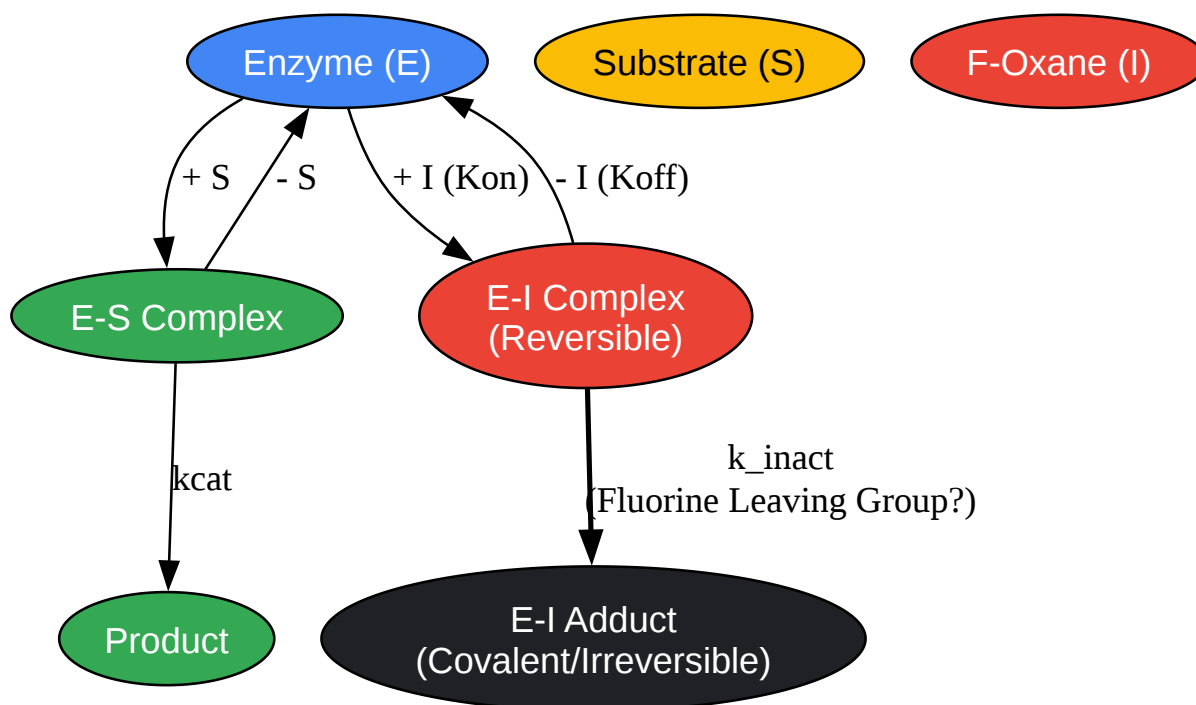 Enzyme (E)
Substrate (S)
F-Oxane (I)
+ S
- S
+ I (Kon)
- I (Koff)
E-S Complex
E-I Complex
(Reversible)
kcat
k_inact
(Fluorine Leaving Group?)
Product
E-I Adduct
(Covalent/Irreversible)